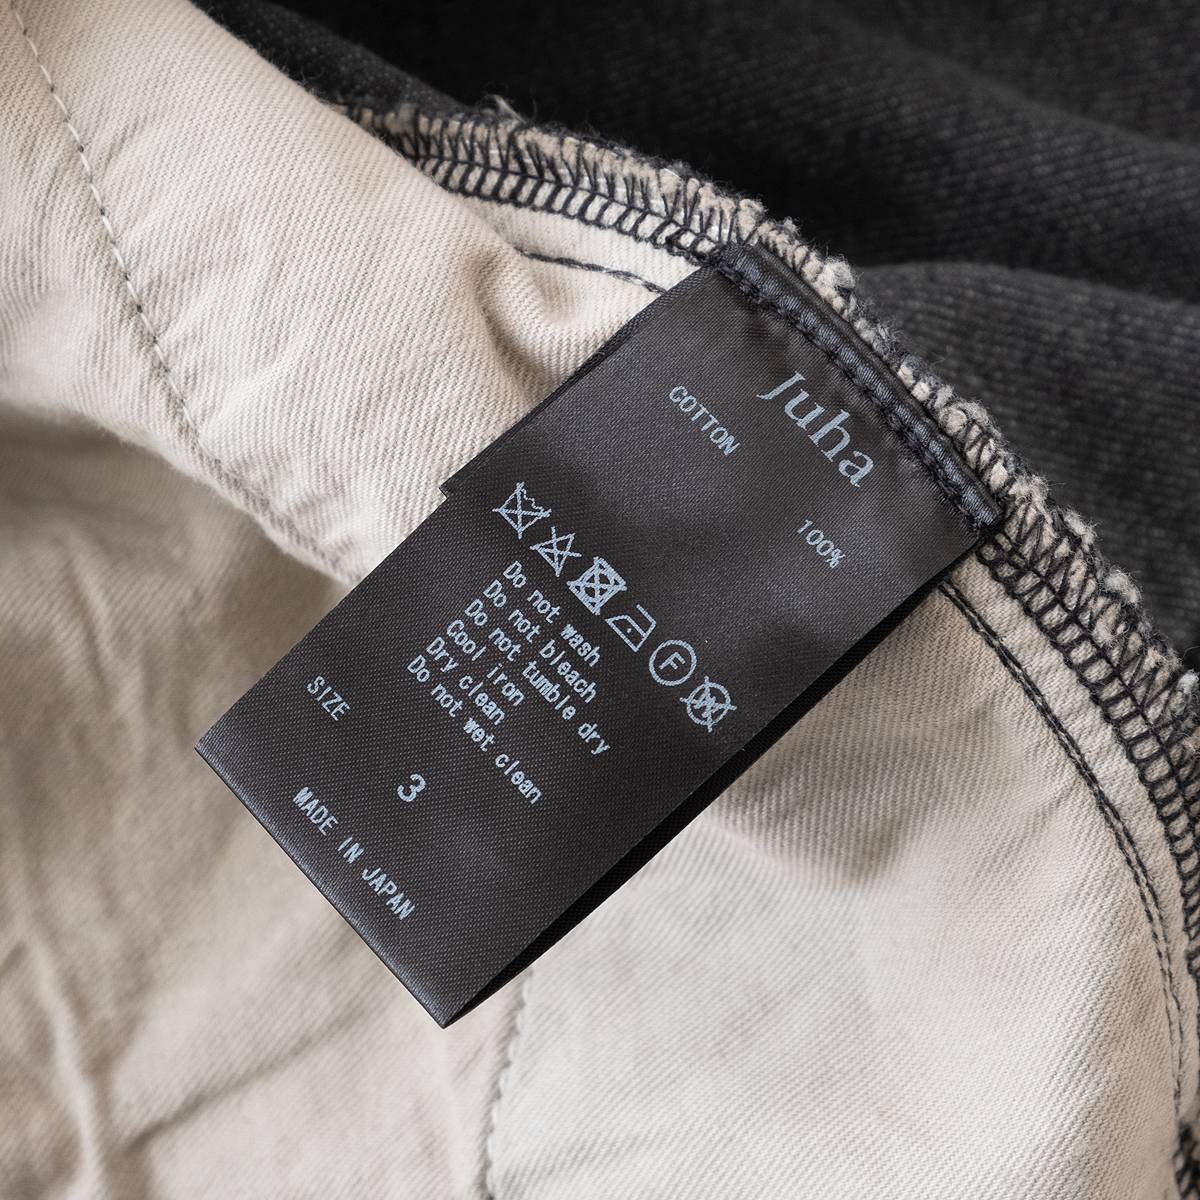 Juha
COTTON 100%
F
W
Do not wash
Do not bleach
Do not tumble dry
Cool iron
Dry clean
Do not wet clean
SIZE
3
MADE IN JAPAN